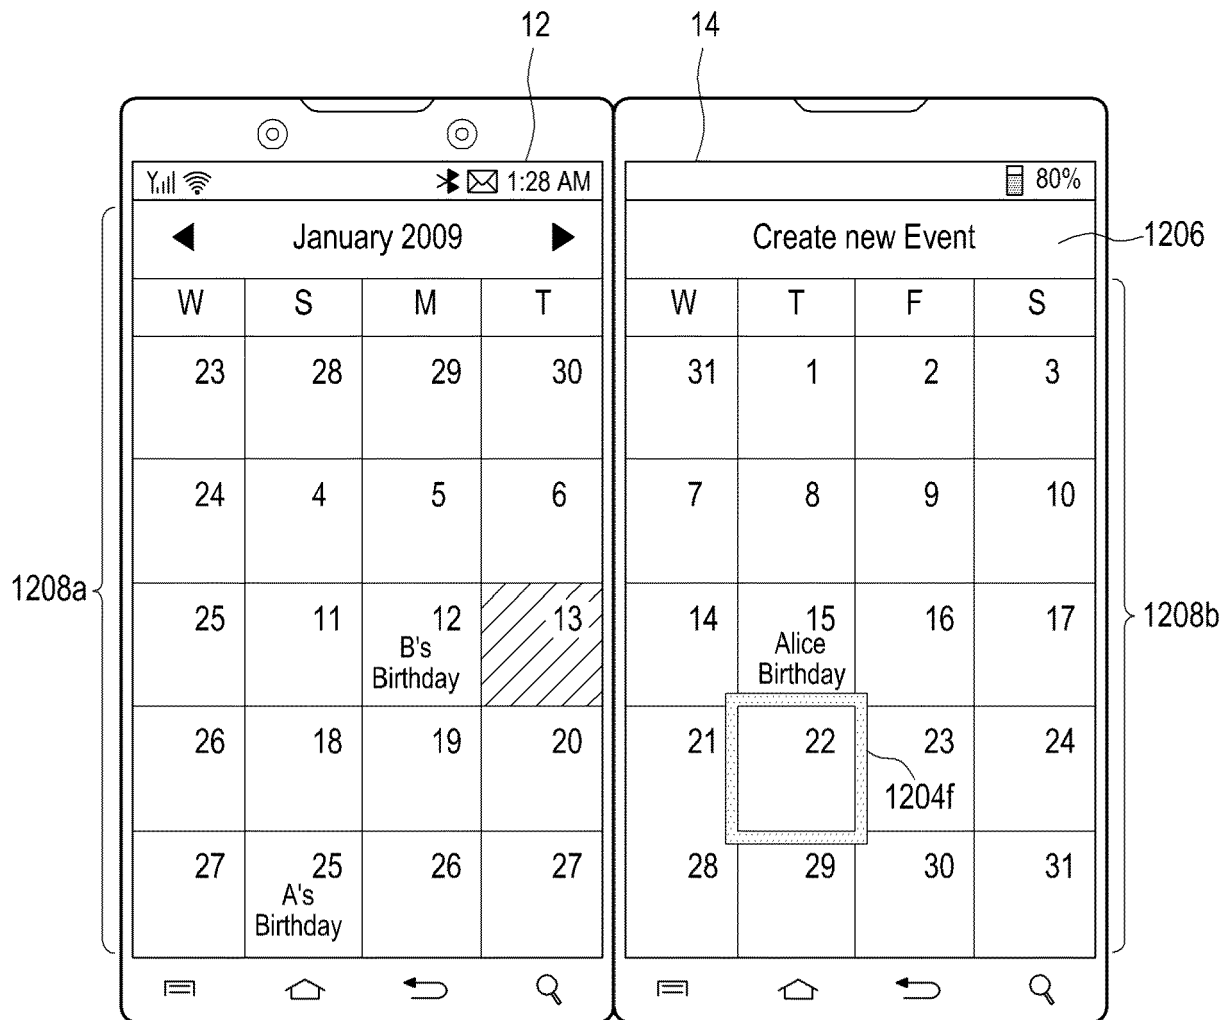 12 14
1:28 AM 80%
January 2009 Create new Event 1206
W S M T W T F S
23 28 29 30 31 1 2 3
24 4 5 6 7 8 9 10
1208a 25 11 12 13 14 15 16 17 1208b
B's Alice
Birthday Birthday
26 18 19 20 21 22 23 24
1204f
27 25 26 27 28 29 30 31
A's
Birthday